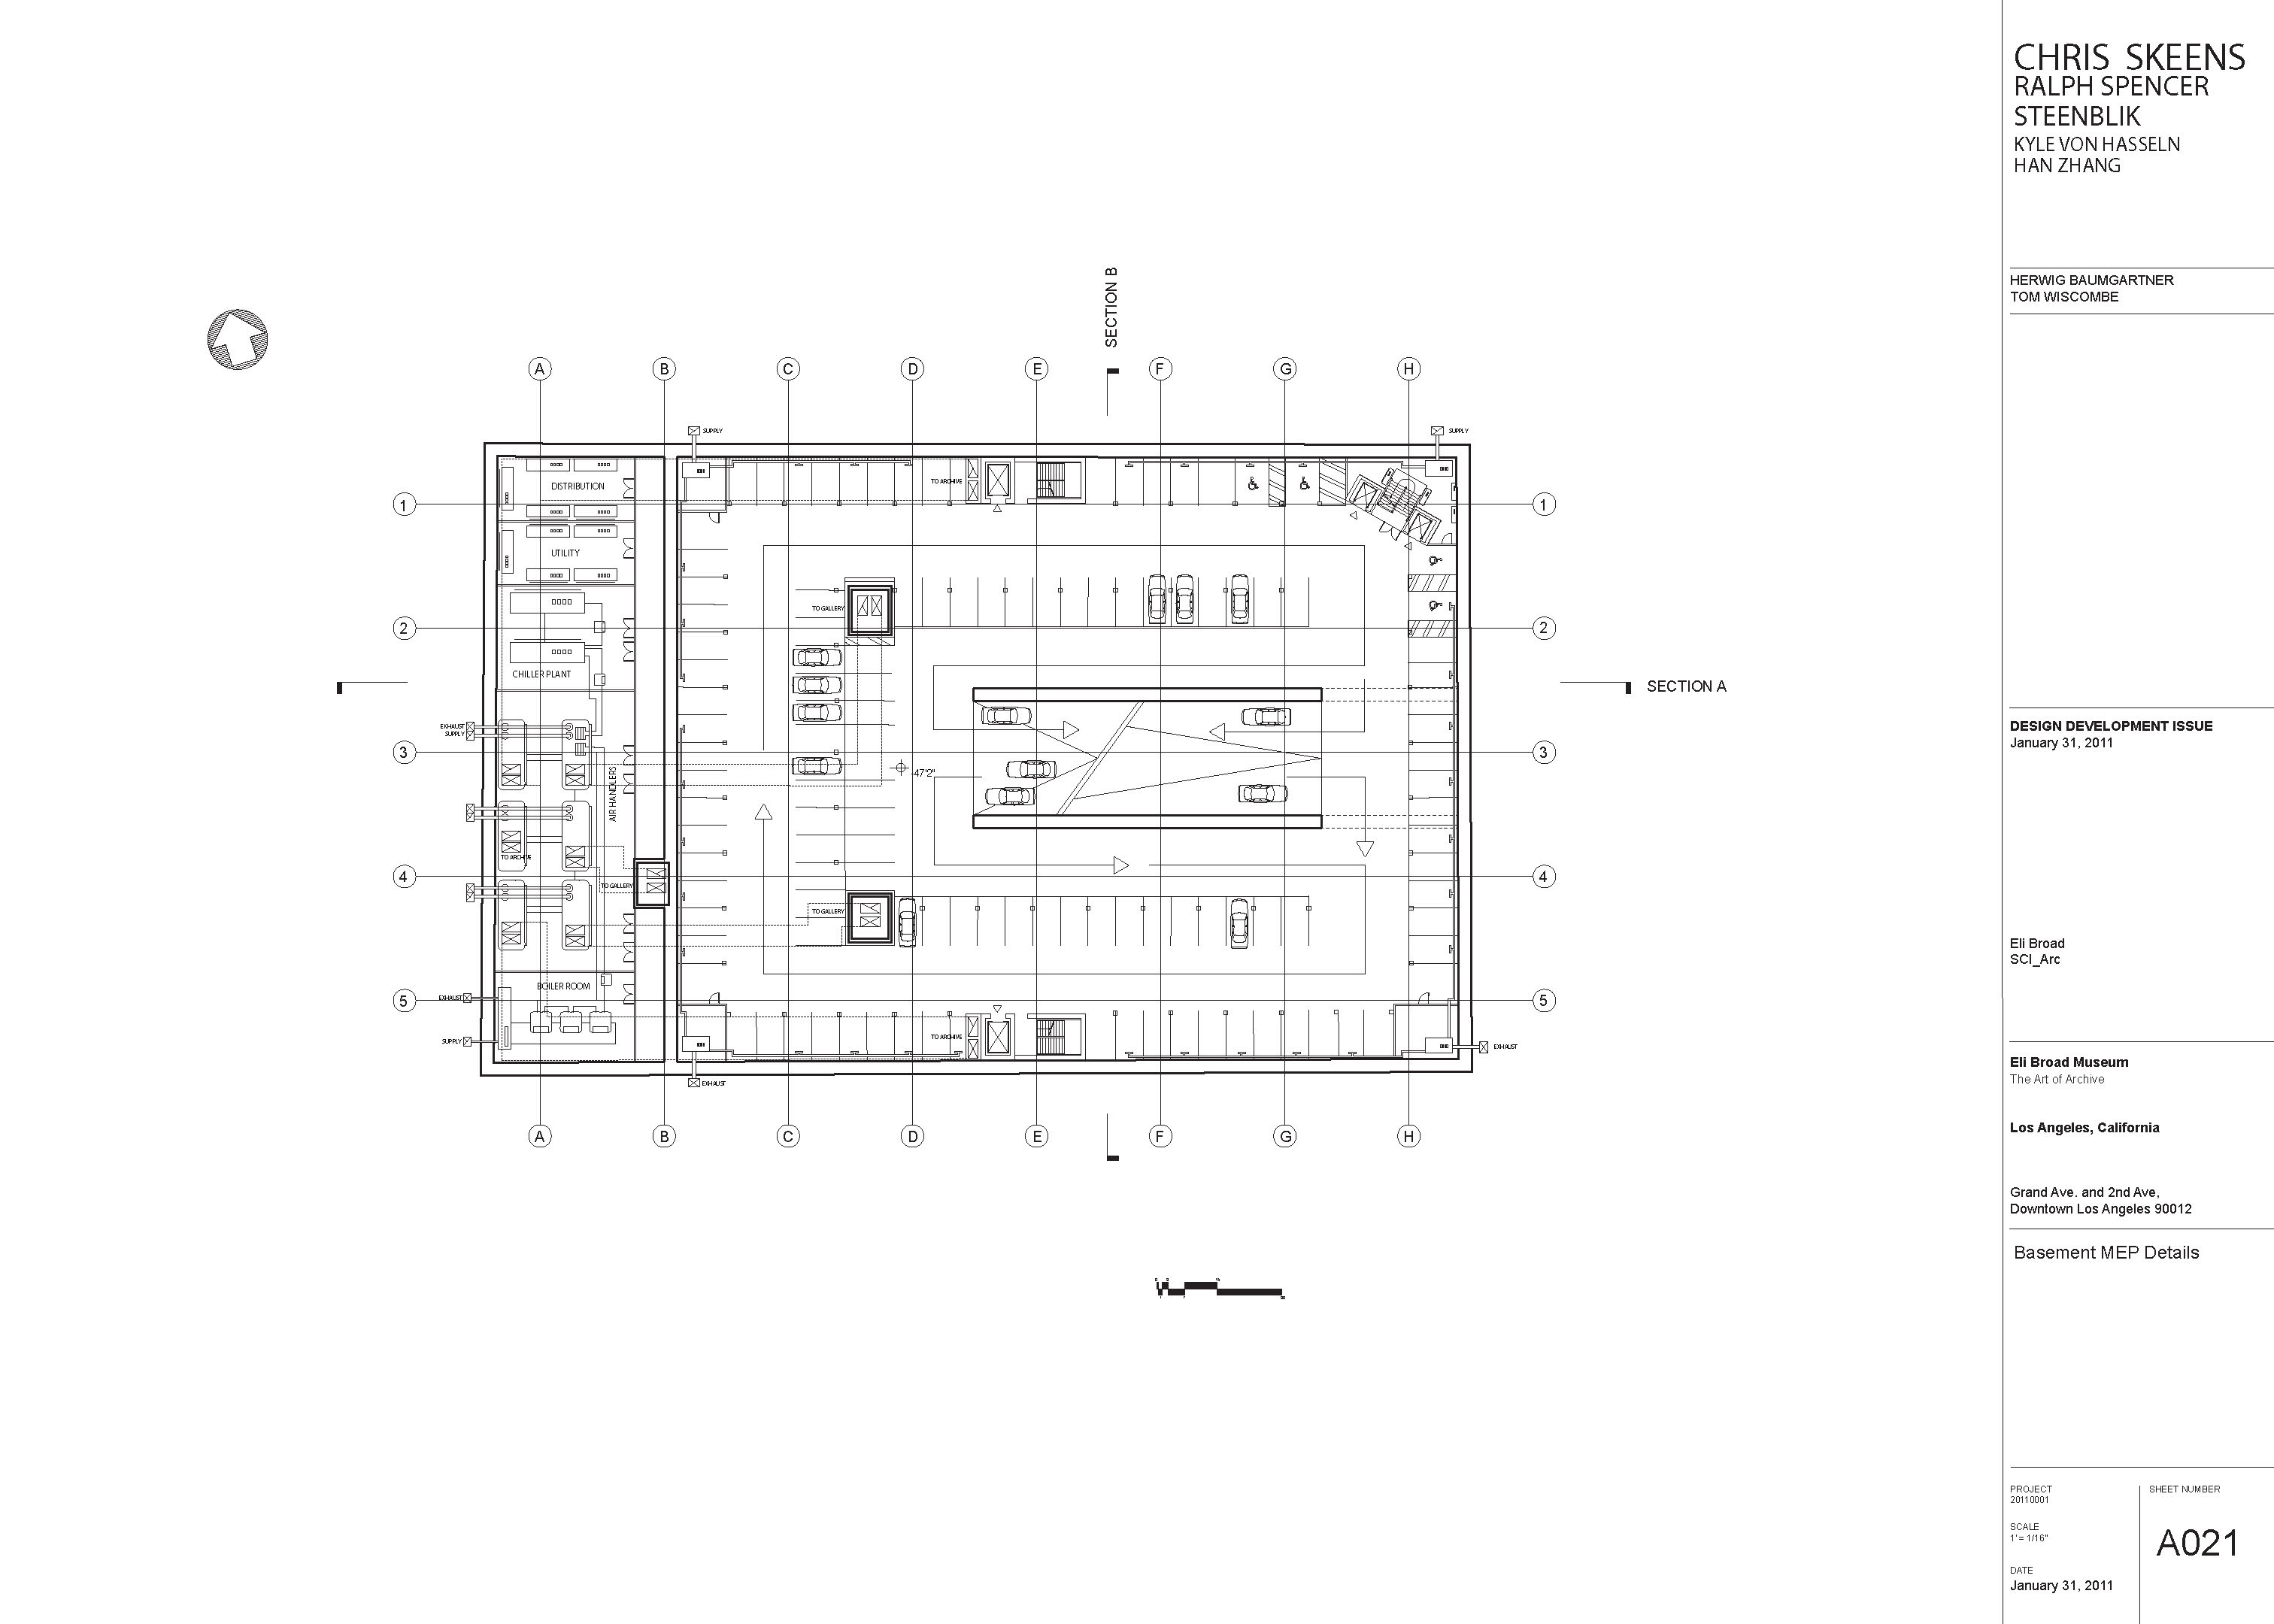 CHRIS SKEENS
RALPH SPENCER
STEENBLIK
KYLE VON HASSELN
HAN ZHANG
HERWIG BAUMGARTNER
TOM WISCOMBE
SECTION B
A B C D E F G H
SUPPLY SUPPLY
DISTRIBUTION
TO ARCHIVE
1 1
UTILITY
TO GALLERY
2 2
CHILLER PLANT
SECTION A
DESIGN DEVELOPMENT ISSUE
January 31, 2011
EXHAUST
SUPPLY
3 3
-47'2"
AIR HANDLERS
TO ARCHIVE
4 4
TO GALLERY
TO GALLERY
Eli Broad
SCI_Arc
BOILER ROOM
EXHAUST
5 5
SUPPLY
TO ARCHIVE
EXHAUST
EXHAUST
Eli Broad Museum
The Art of Archive
Los Angeles, California
A B C D E F G H
Grand Ave. and 2nd Ave,
Downtown Los Angeles 90012
Basement MEP Details
PROJECT
20110001
SCALE
1' = 1/16"
DATE
January 31, 2011
SHEET NUMBER
A021